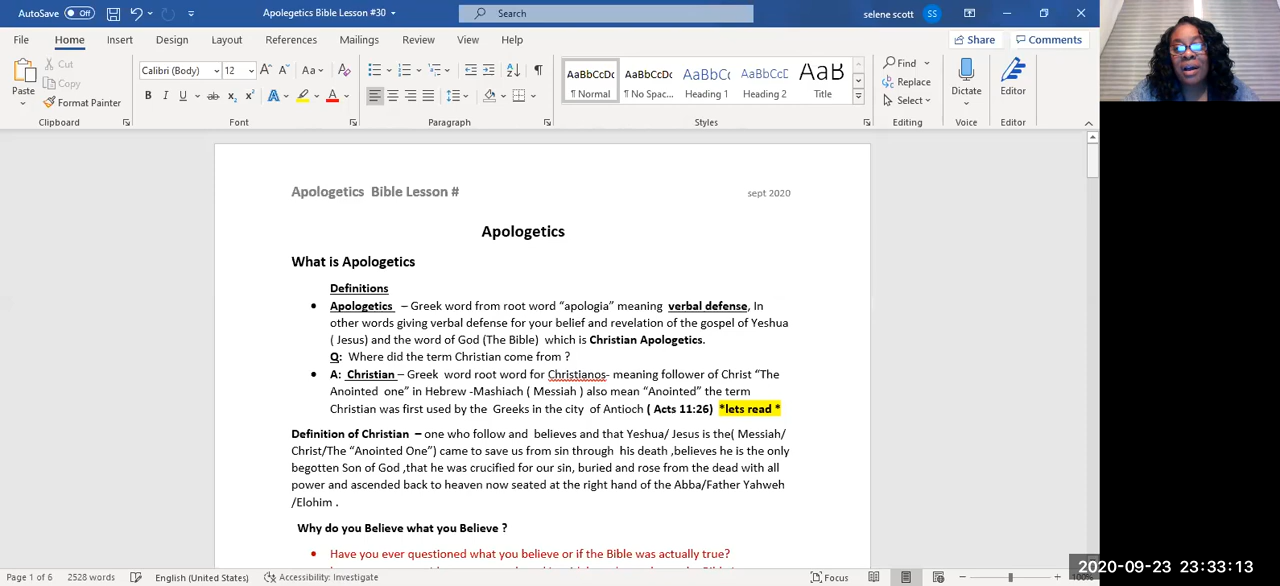 AutoSave Off Apolegetics Bible Lesson #30 Search selene scott SS
File Home Insert Design Layout References Mailings Review View Help Share Comments
Paste Cut Copy Format Painter
Clipboard
Calibri (Body) 12 A A Aa A
B I U ab x₂ x² A A
Font
Paragraph
AaBbCcDc AaBbCcDc AaBbC AaBbCcD AaB
¶ Normal ¶ No Spac... Heading 1 Heading 2 Title
Styles
Find
Replace
Select
Editing
Dictate
Voice
Editor
Editor
Apologetics Bible Lesson # sept 2020
Apologetics
What is Apologetics
Definitions
• Apologetics – Greek word from root word “apologia” meaning verbal defense, In
other words giving verbal defense for your belief and revelation of the gospel of Yeshua
( Jesus) and the word of God (The Bible) which is Christian Apologetics.
Q: Where did the term Christian come from ?
• A: Christian – Greek word root word for Christianos- meaning follower of Christ “The
Anointed one” in Hebrew -Mashiach ( Messiah ) also mean “Anointed” the term
Christian was first used by the Greeks in the city of Antioch ( Acts 11:26) *lets read *
Definition of Christian – one who follow and believes and that Yeshua/ Jesus is the( Messiah/
Christ/The “Anointed One”) came to save us from sin through his death ,believes he is the only
begotten Son of God ,that he was crucified for our sin, buried and rose from the dead with all
power and ascended back to heaven now seated at the right hand of the Abba/Father Yahweh
/Elohim .
Why do you Believe what you Believe ?
• Have you ever questioned what you believe or if the Bible was actually true?
Page 1 of 6 2528 words English (United States) Accessibility: Investigate Focus 100%
2020-09-23 23:33:13